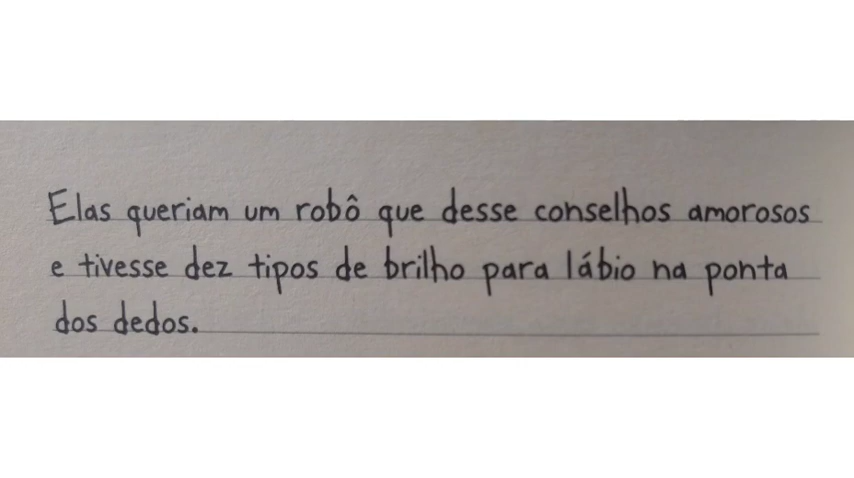 Elas queriam um robô que desse conselhos amorosos
e tivesse dez tipos de brilho para lábio na ponta
dos dedos.